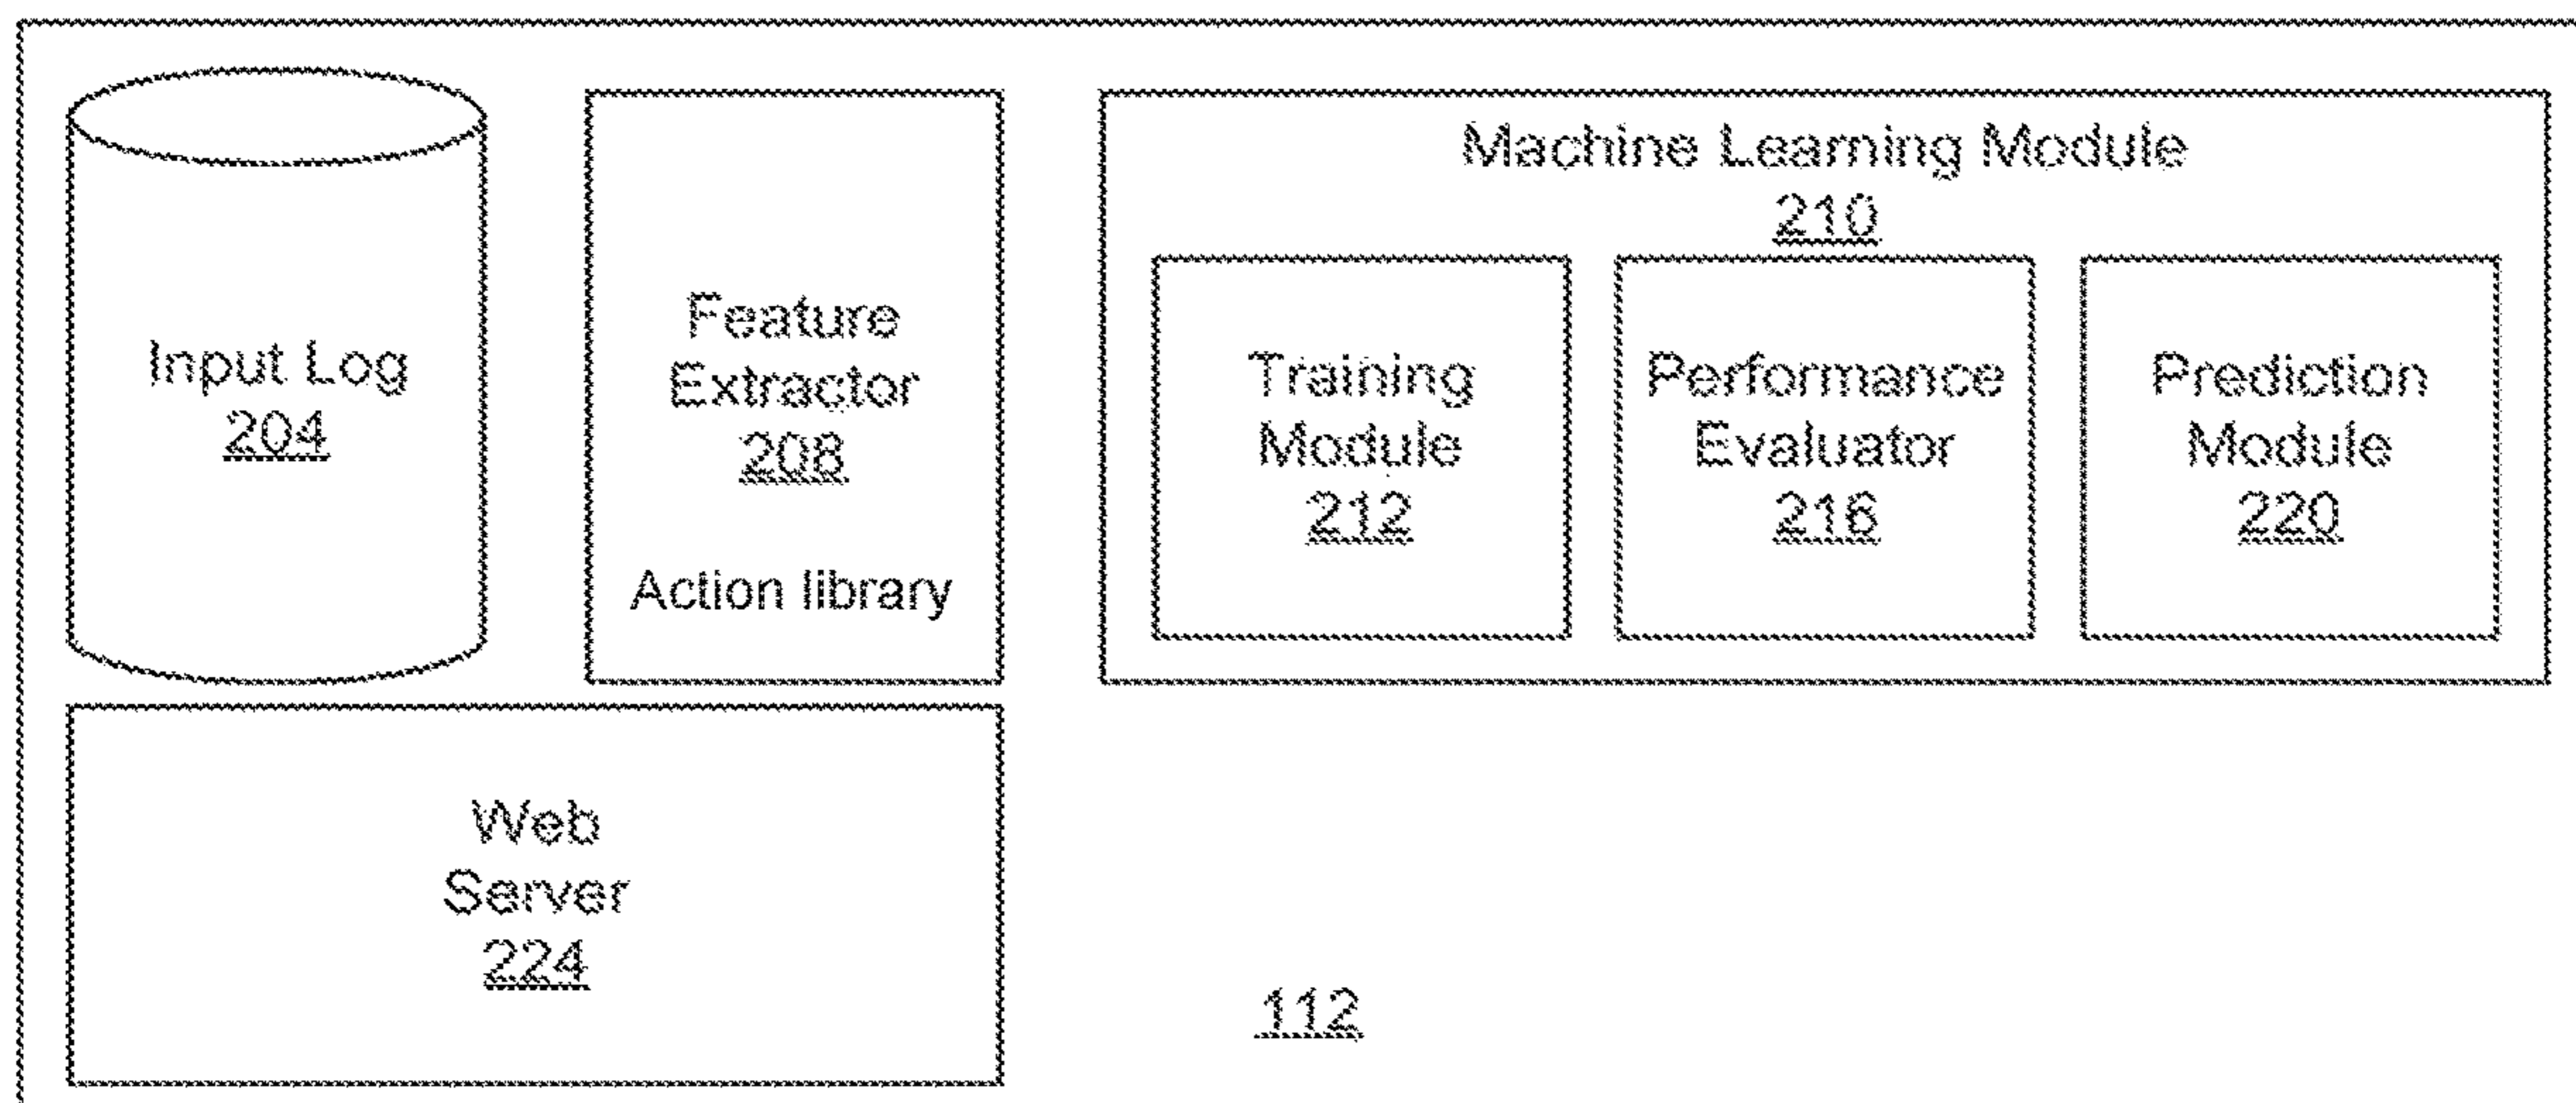 Input Log
204
Feature
Extractor
208
Action library
Machine Learning Module
210
Training
Module
212
Performance
Evaluator
216
Prediction
Module
220
Web
Server
224
112